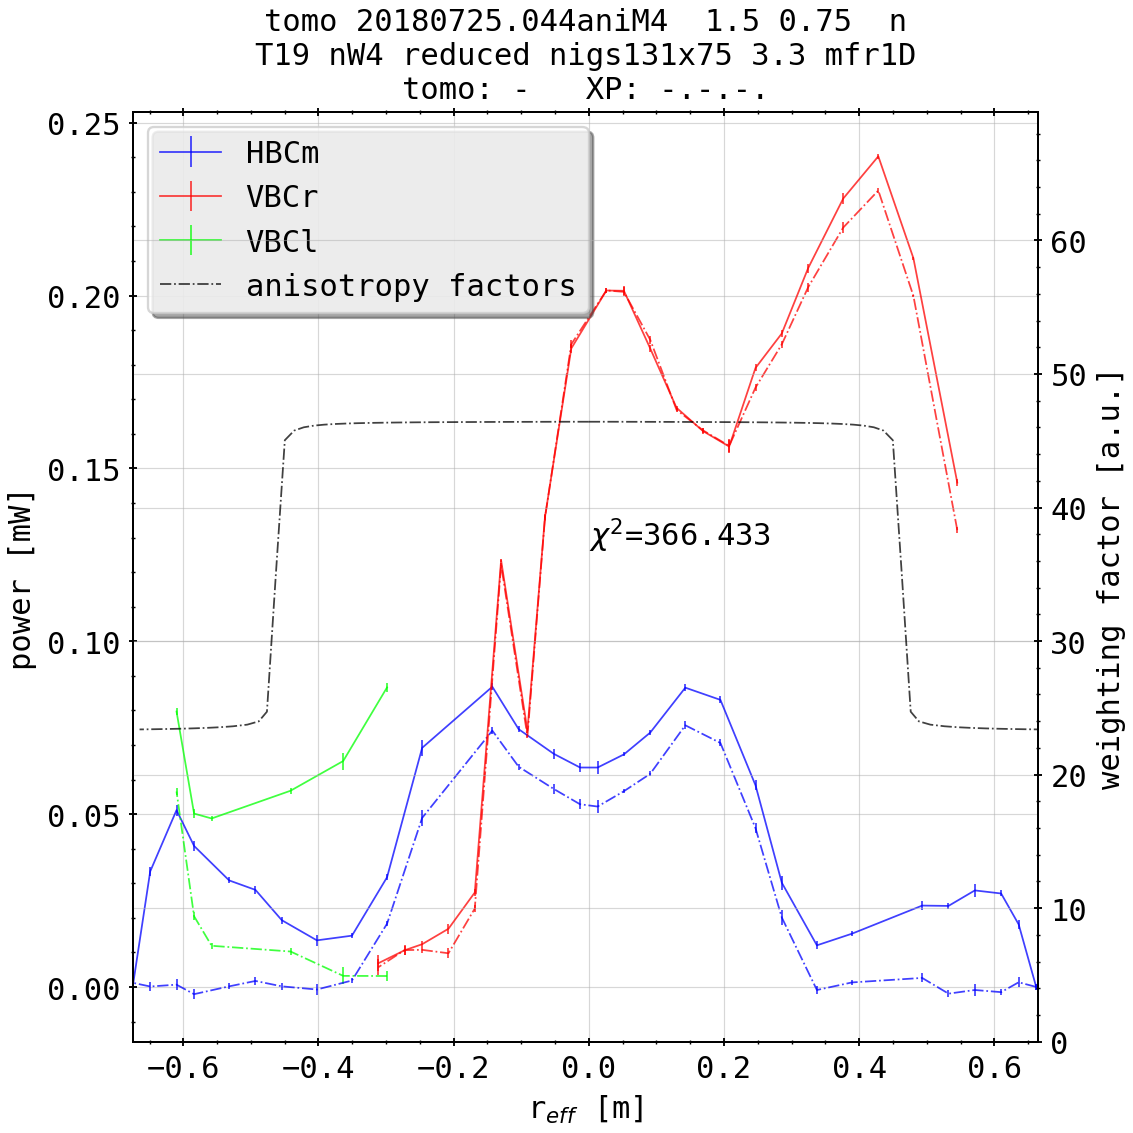 tomo 20180725.044aniM4  1.5 0.75  n
T19 nW4 reduced nigs131x75 3.3 mfr1D
tomo: -   XP: -.-.-.
HBCm
VBCr
VBCl
anisotropy factors
χ²=366.433
power [mW]
0.25
0.20
0.15
0.10
0.05
0.00
weighting factor [a.u.]
60
50
40
30
20
10
0
−0.6 −0.4 −0.2 0.0 0.2 0.4 0.6
r_eff [m]